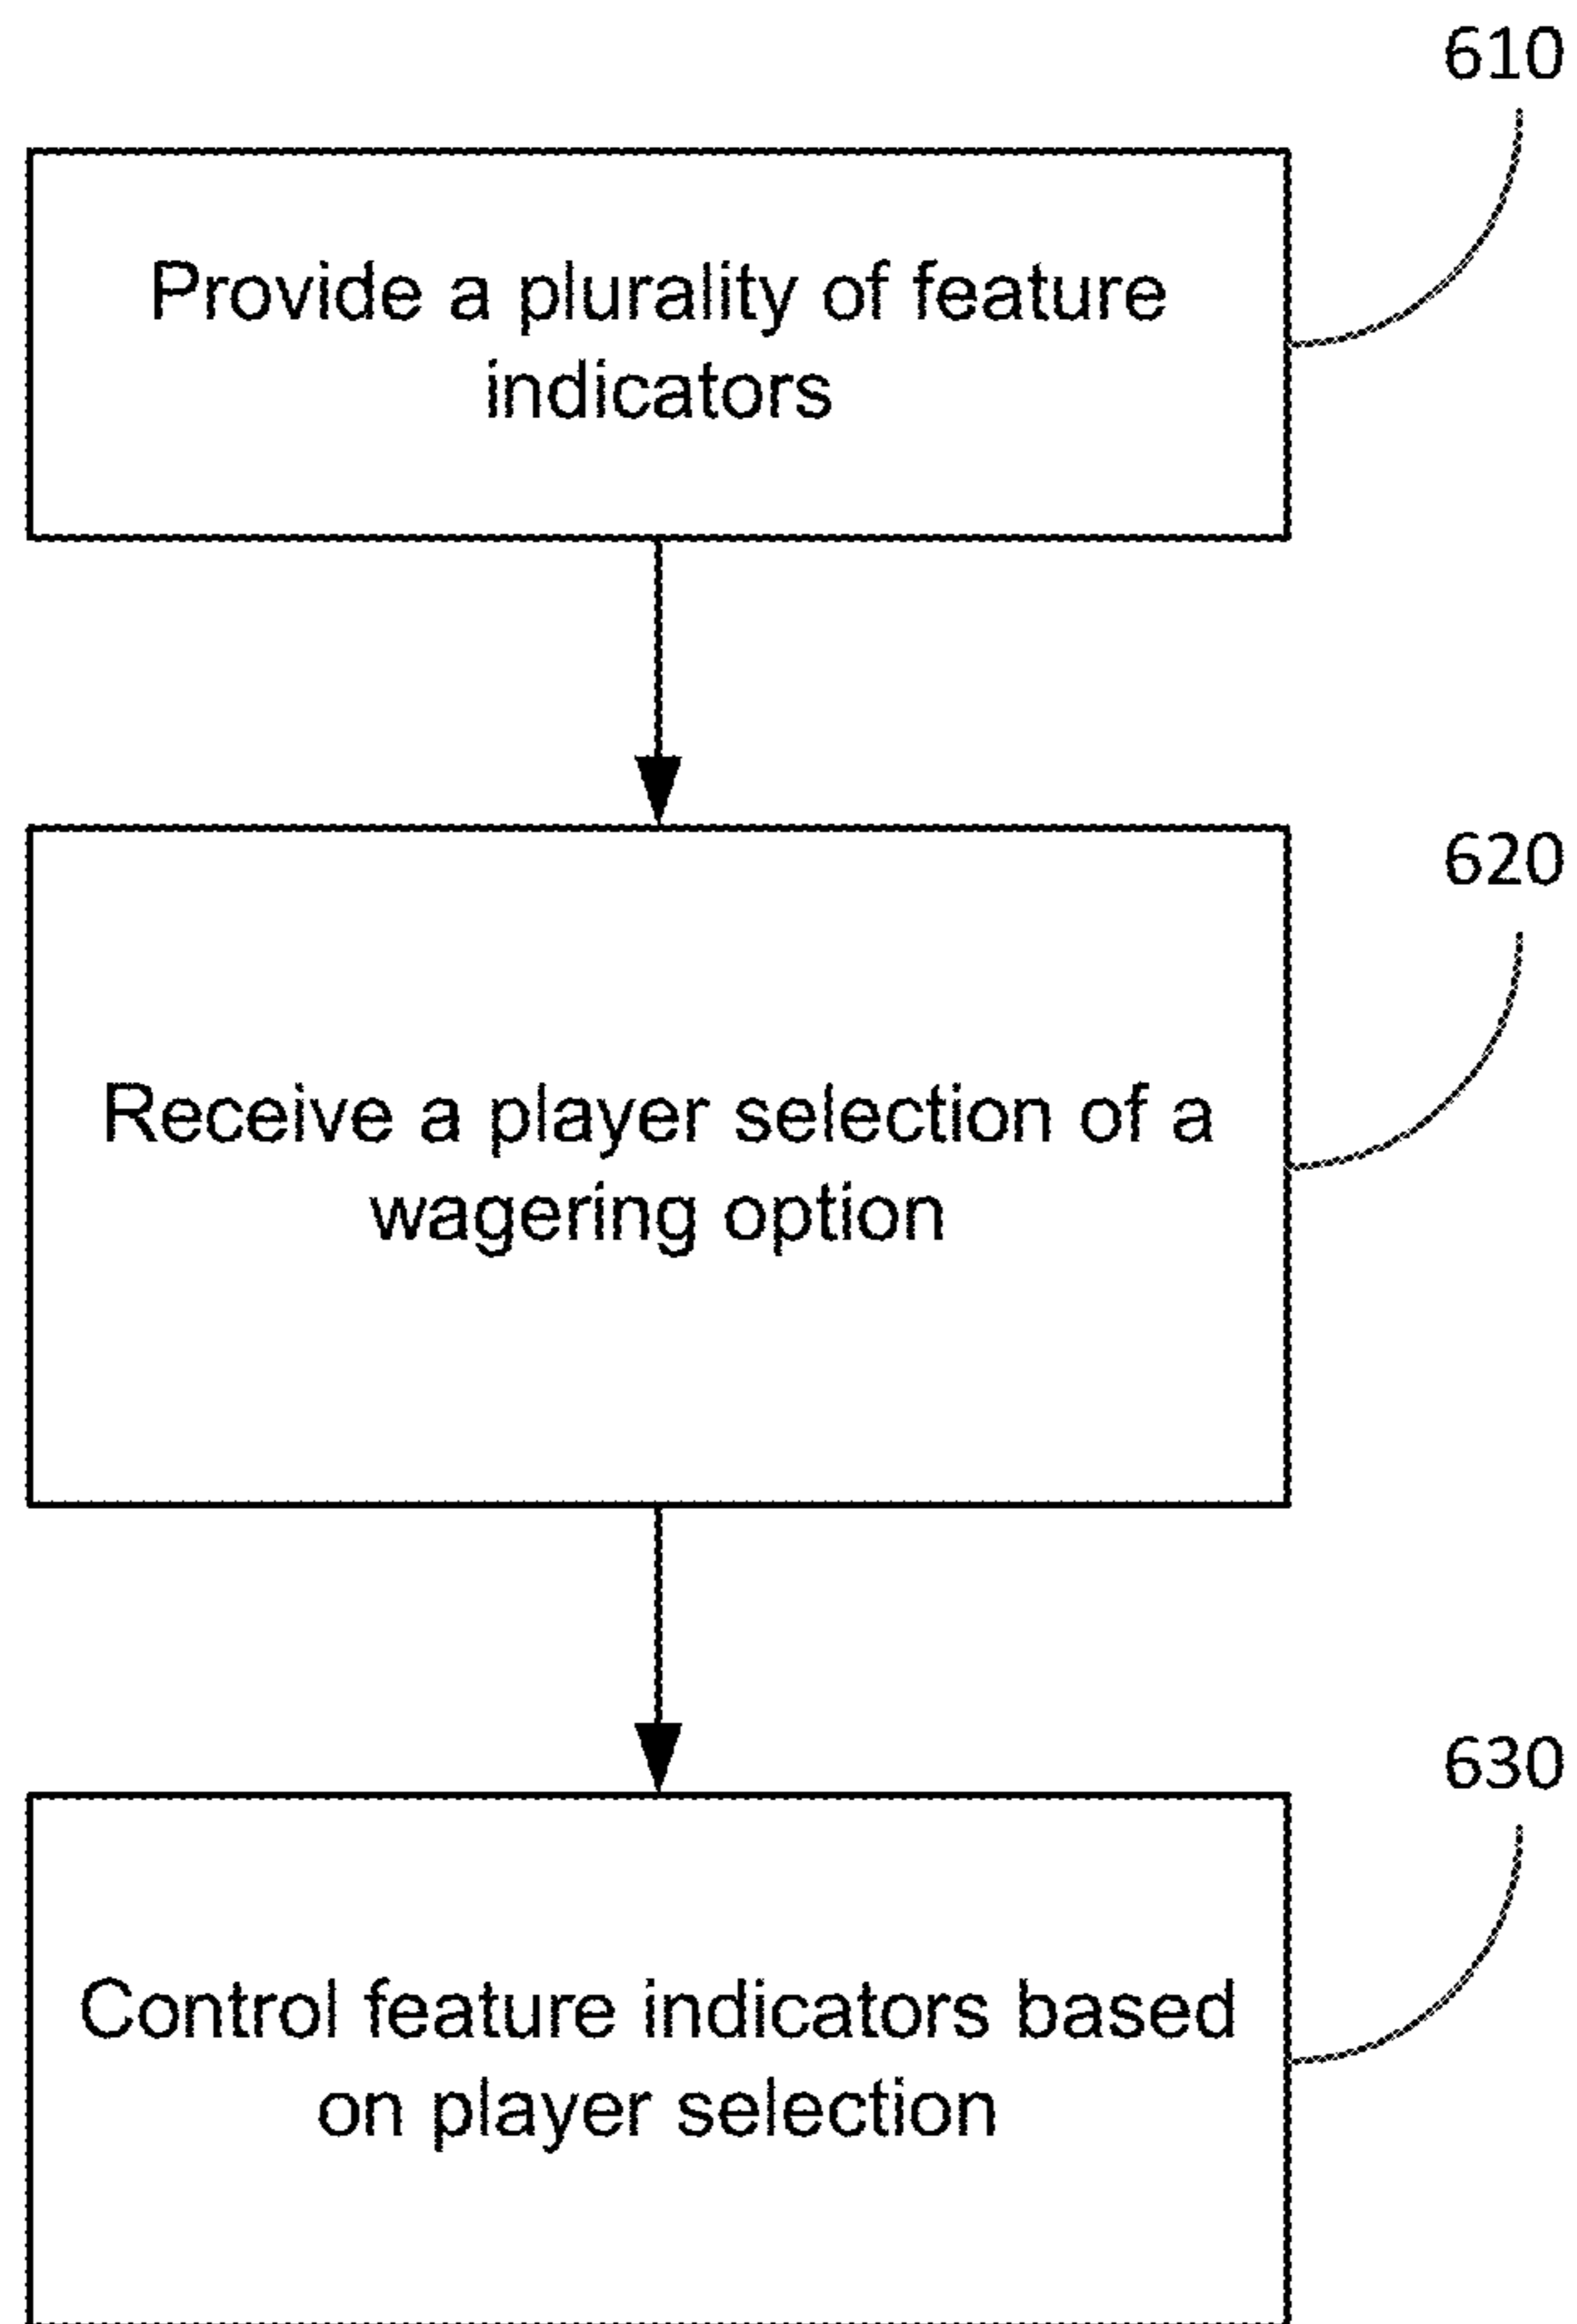 610
Provide a plurality of feature
indicators
620
Receive a player selection of a
wagering option
630
Control feature indicators based
on player selection